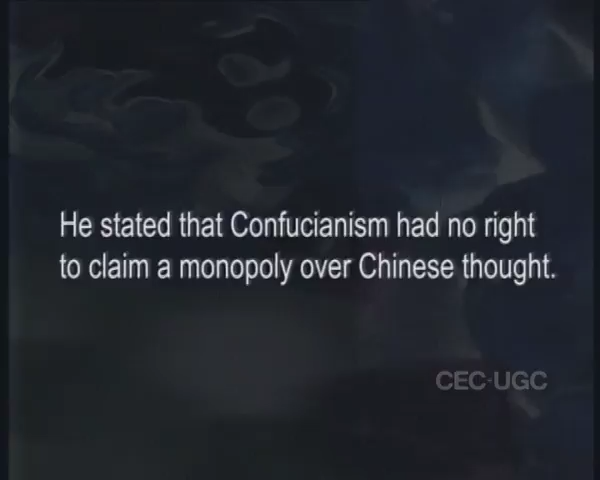 He stated that Confucianism had no right
to claim a monopoly over Chinese thought.
CEC-UGC